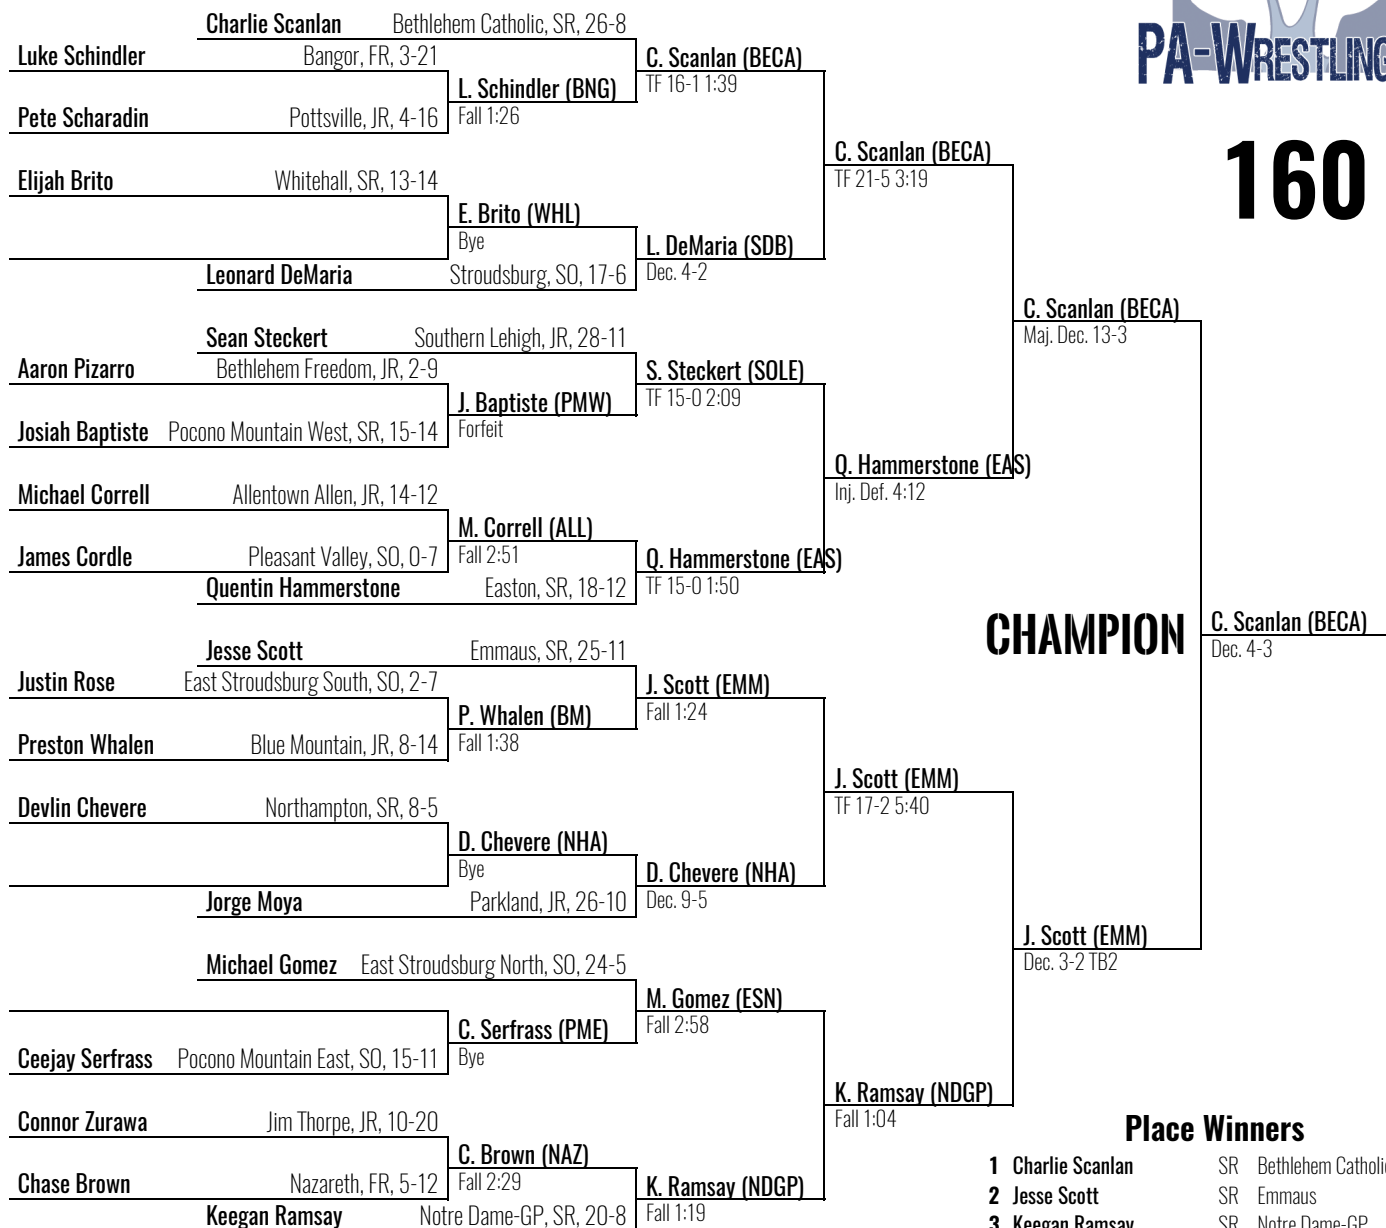 Charlie Scanlan Bethlehem Catholic, SR, 26-8
Luke Schindler Bangor, FR, 3-21
C. Scanlan (BECA)
TF 16-1 1:39
PA-WRESTLING
L. Schindler (BNG)
Fall 1:26
Pete Scharadin Pottsville, JR, 4-16
C. Scanlan (BECA)
TF 21-5 3:19
160
Elijah Brito Whitehall, SR, 13-14
E. Brito (WHL)
Bye
L. DeMaria (SDB)
Dec. 4-2
Leonard DeMaria Stroudsburg, SO, 17-6
C. Scanlan (BECA)
Maj. Dec. 13-3
Sean Steckert Southern Lehigh, JR, 28-11
Aaron Pizarro Bethlehem Freedom, JR, 2-9
S. Steckert (SOLE)
TF 15-0 2:09
J. Baptiste (PMW)
Forfeit
Josiah Baptiste Pocono Mountain West, SR, 15-14
Q. Hammerstone (EAS)
Inj. Def. 4:12
Michael Correll Allentown Allen, JR, 14-12
M. Correll (ALL)
Fall 2:51
James Cordle Pleasant Valley, SO, 0-7
Q. Hammerstone (EAS)
TF 15-0 1:50
Quentin Hammerstone Easton, SR, 18-12
CHAMPION
C. Scanlan (BECA)
Dec. 4-3
Jesse Scott Emmaus, SR, 25-11
Justin Rose East Stroudsburg South, SO, 2-7
J. Scott (EMM)
Fall 1:24
P. Whalen (BM)
Fall 1:38
Preston Whalen Blue Mountain, JR, 8-14
J. Scott (EMM)
TF 17-2 5:40
Devlin Chevere Northampton, SR, 8-5
D. Chevere (NHA)
Bye
D. Chevere (NHA)
Dec. 9-5
Jorge Moya Parkland, JR, 26-10
J. Scott (EMM)
Dec. 3-2 TB2
Michael Gomez East Stroudsburg North, SO, 24-5
M. Gomez (ESN)
Fall 2:58
C. Serfrass (PME)
Bye
Ceejay Serfrass Pocono Mountain East, SO, 15-11
K. Ramsay (NDGP)
Fall 1:04
Connor Zurawa Jim Thorpe, JR, 10-20
C. Brown (NAZ)
Fall 2:29
Chase Brown Nazareth, FR, 5-12
K. Ramsay (NDGP)
Fall 1:19
Keegan Ramsay Notre Dame-GP, SR, 20-8
Place Winners
1 Charlie Scanlan SR Bethlehem Catholic
2 Jesse Scott SR Emmaus
3 Keegan Ramsay SR Notre Dame-GP